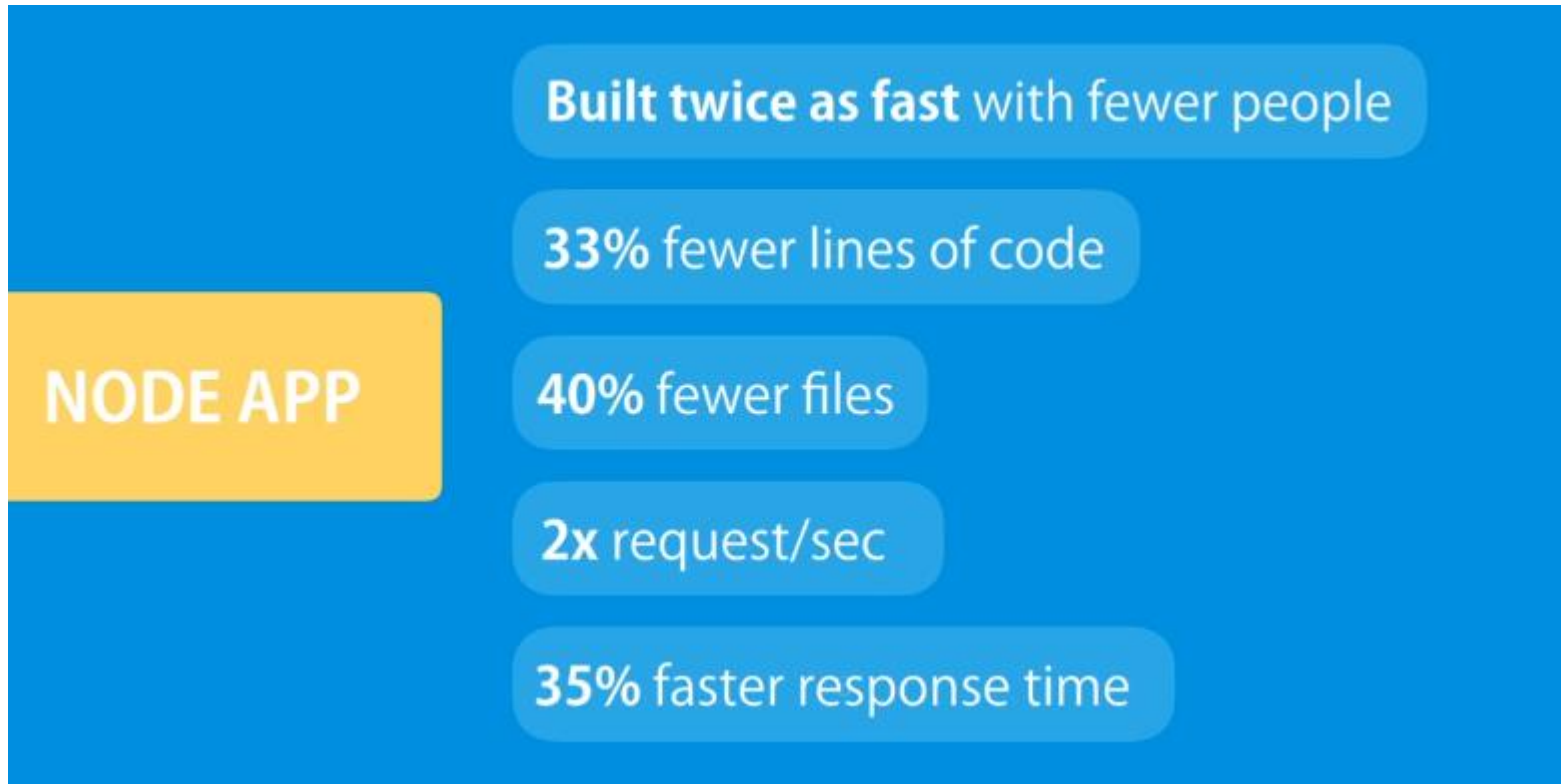 Built twice as fast with fewer people
33% fewer lines of code
NODE APP
40% fewer files
2x request/sec
35% faster response time